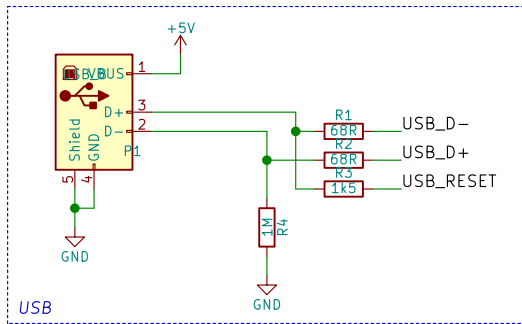 +5V
USB_B
VBUS
1
D+
3
D-
2
P1
Shield
GND
5
4
GND
R1
68R
USB_D-
R2
68R
USB_D+
R3
1k5
USB_RESET
1M
R4
GND
USB